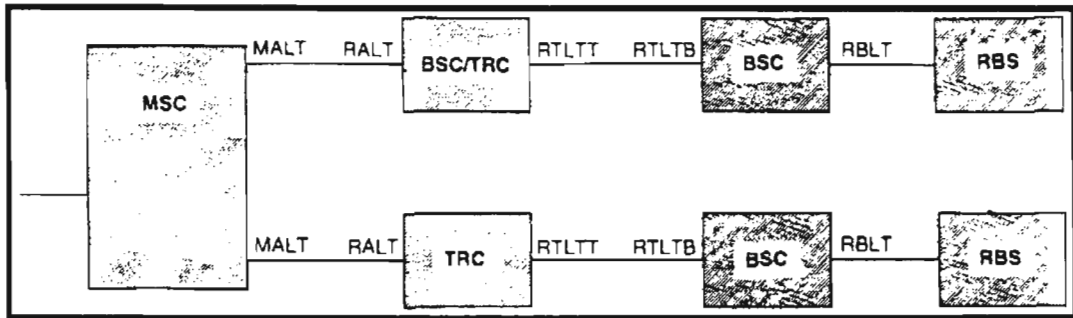 MALT RALT RTLTT RTLTB RBLT
BSC/TRC BSC RBS
MSC
MALT RALT RTLTT RTLTB RBLT
TRC BSC RBS